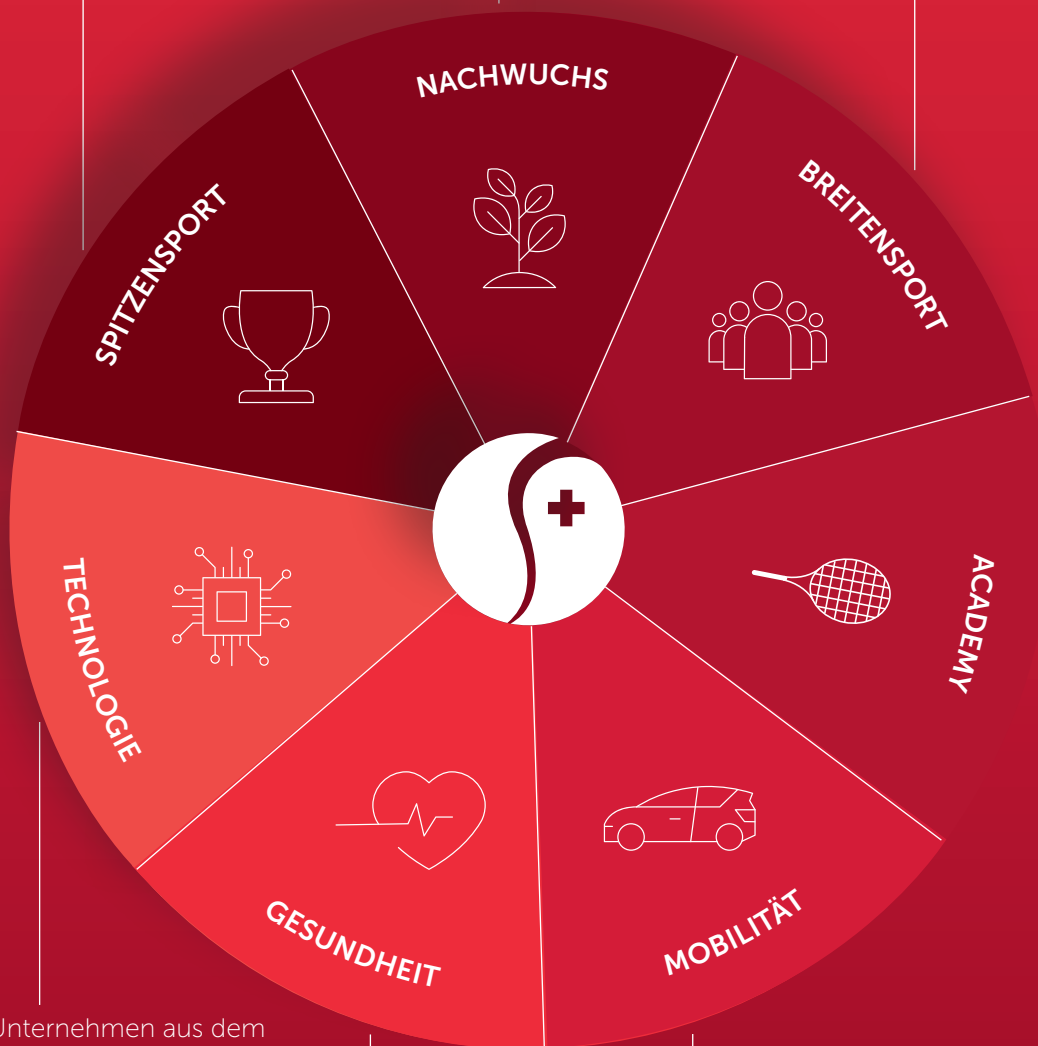 NACHWUCHS
BREITENSPORT
SPITZENSPORT
ACADEMY
TECHNOLOGIE
MOBILITÄT
GESUNDHEIT
Unternehmen aus dem